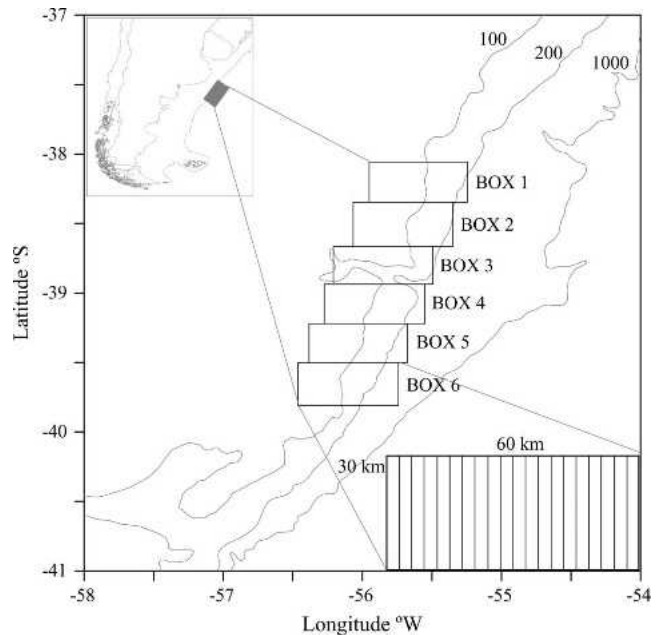 -37
100
200
1000
-38
BOX 1
BOX 2
BOX 3
-39
BOX 4
BOX 5
BOX 6
-40
60 km
30 km
-41
-58
-57
-56
-55
-54
Latitude ºS
Longitude ºW